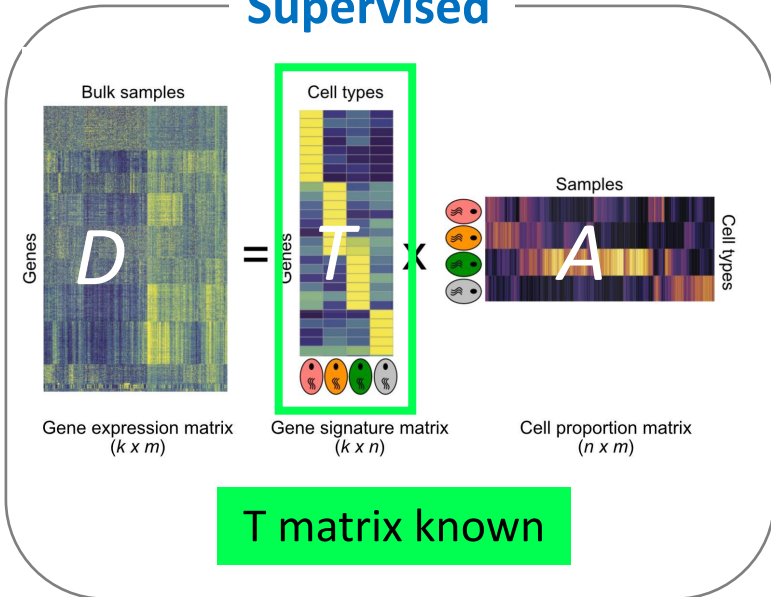 Supervised
Bulk samples
Cell types
Samples
Genes
D
=
Genes
T
x
A
Cell types
Gene expression matrix
(k x m)
Gene signature matrix
(k x n)
Cell proportion matrix
(n x m)
T matrix known